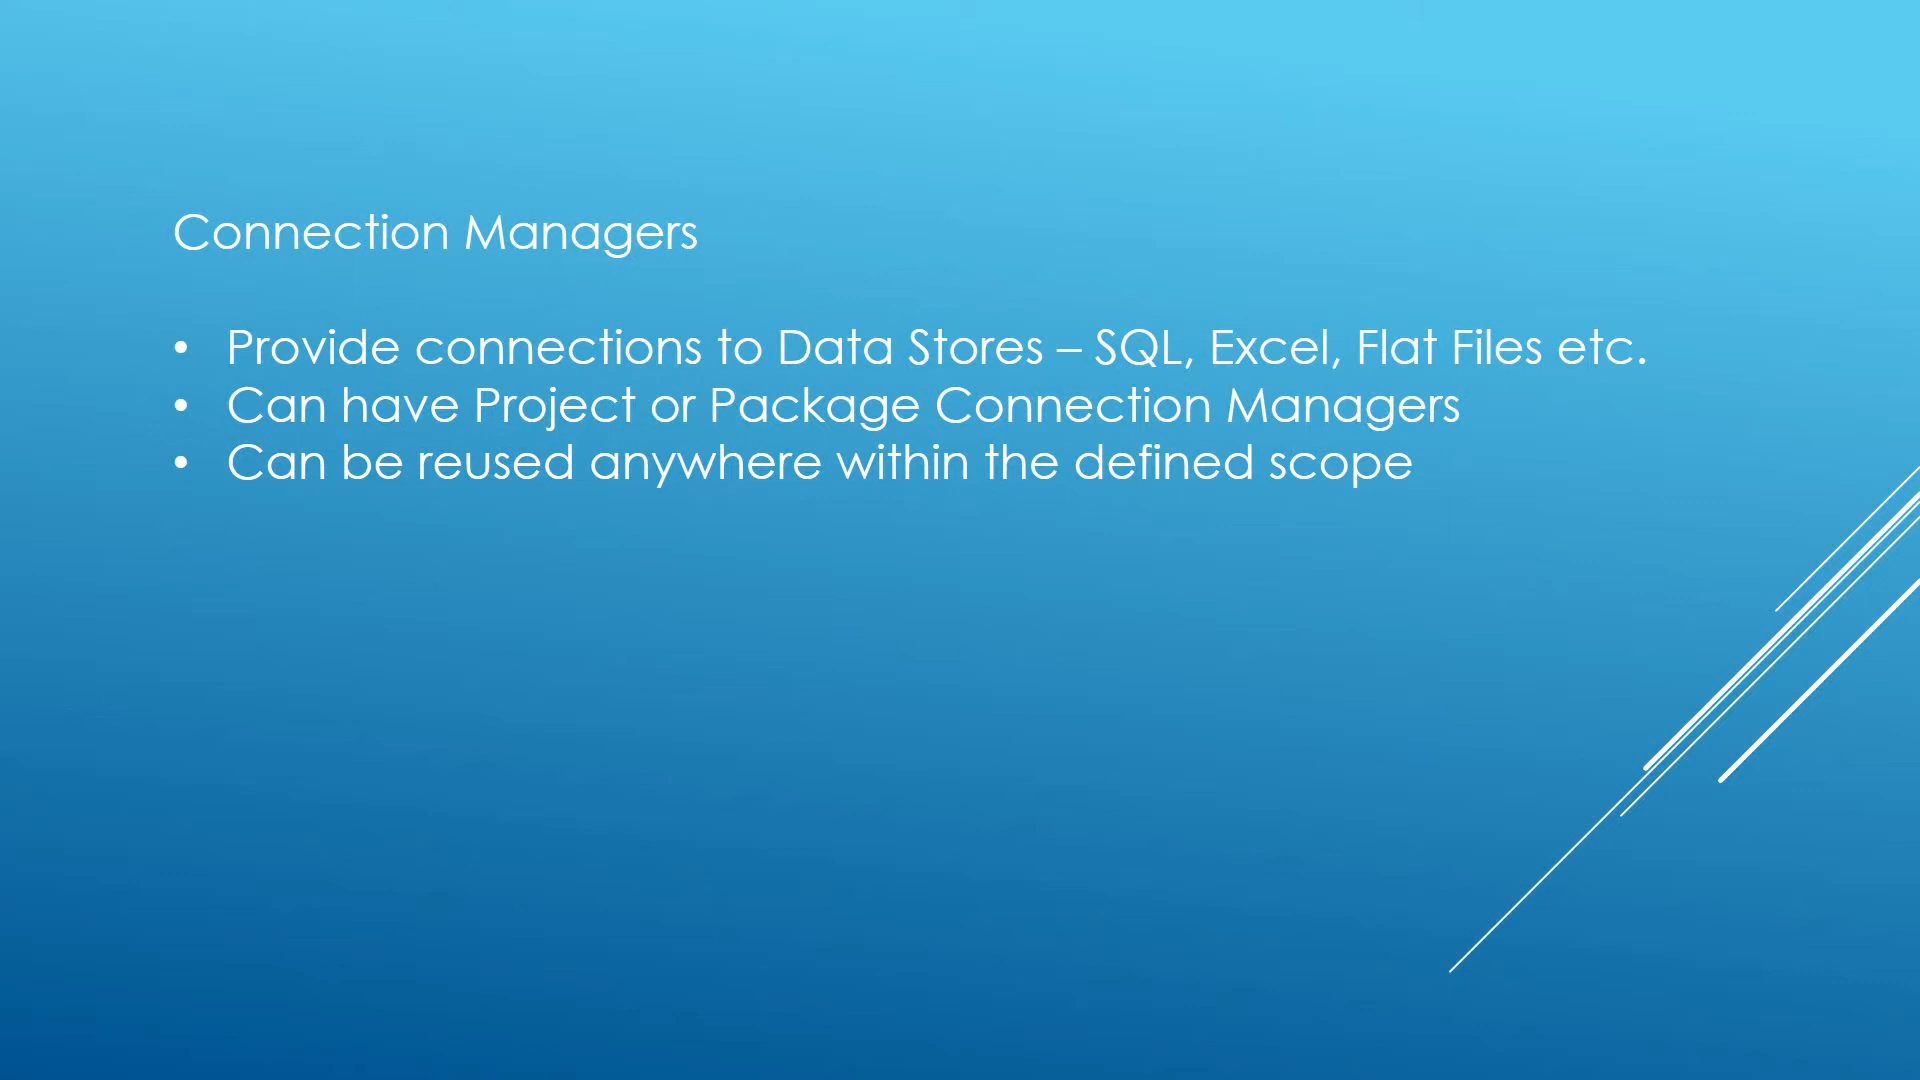 Connection Managers
• Provide connections to Data Stores – SQL, Excel, Flat Files etc.
• Can have Project or Package Connection Managers
• Can be reused anywhere within the defined scope